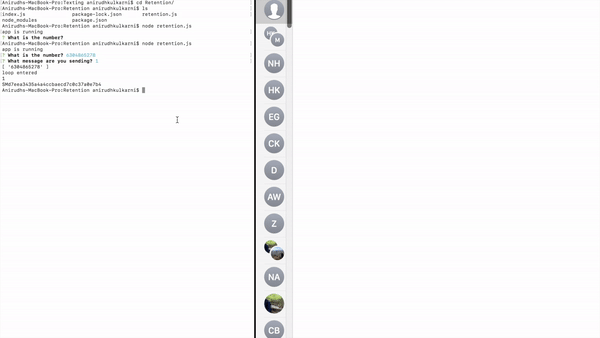 Anirudhs-MacBook-Pro:Texting anirudhkulkarni$ cd Retention/
Anirudhs-MacBook-Pro:Retention anirudhkulkarni$ ls
index.js package-lock.json retention.js
node_modules package.json
Anirudhs-MacBook-Pro:Retention anirudhkulkarni$ node retention.js
app is running
? What is the number?
Anirudhs-MacBook-Pro:Retention anirudhkulkarni$ node retention.js
app is running
? What is the number? 6304865270
? What message are you sending? 1
[ '6304865270' ]
loop entered
1
Anirudhs-MacBook-Pro:Retention anirudhkulkarni$
M
NH
HK
EG
CK
D
AW
Z
NA
CB